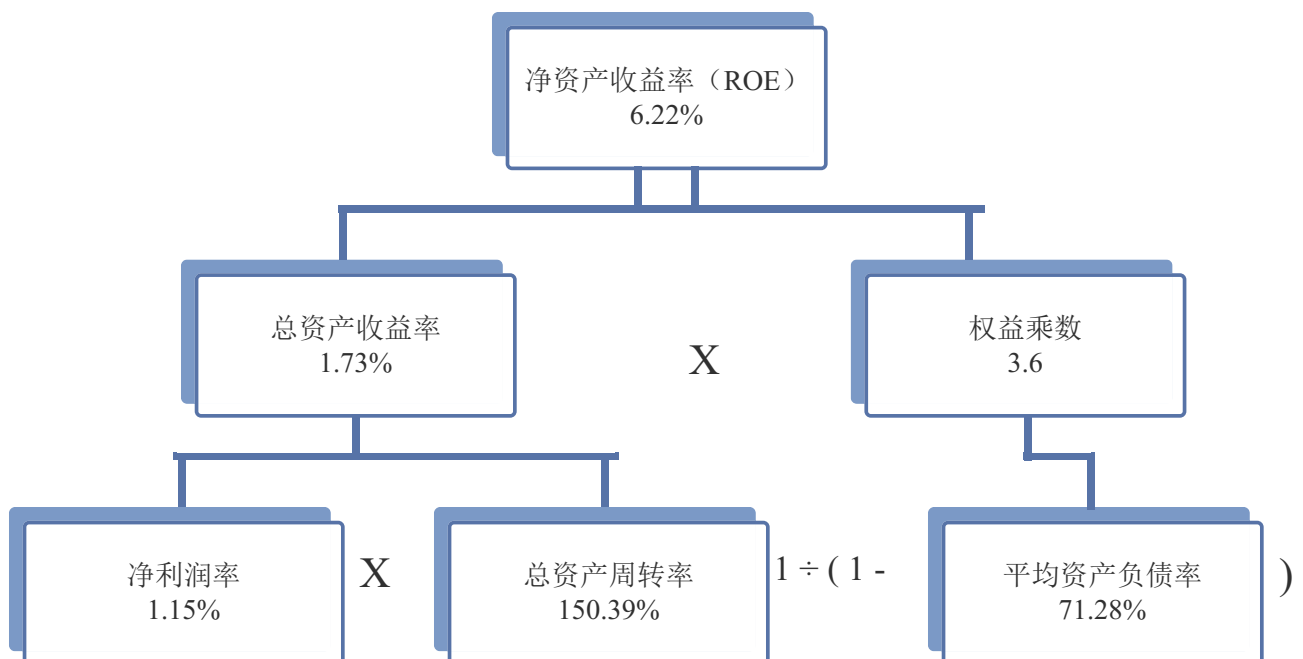 净资产收益率（ROE）
6.22%
总资产收益率
1.73%
X
权益乘数
3.6
净利润率
1.15%
X
总资产周转率
150.39%
1 ÷ ( 1 -
平均资产负债率
71.28%
)